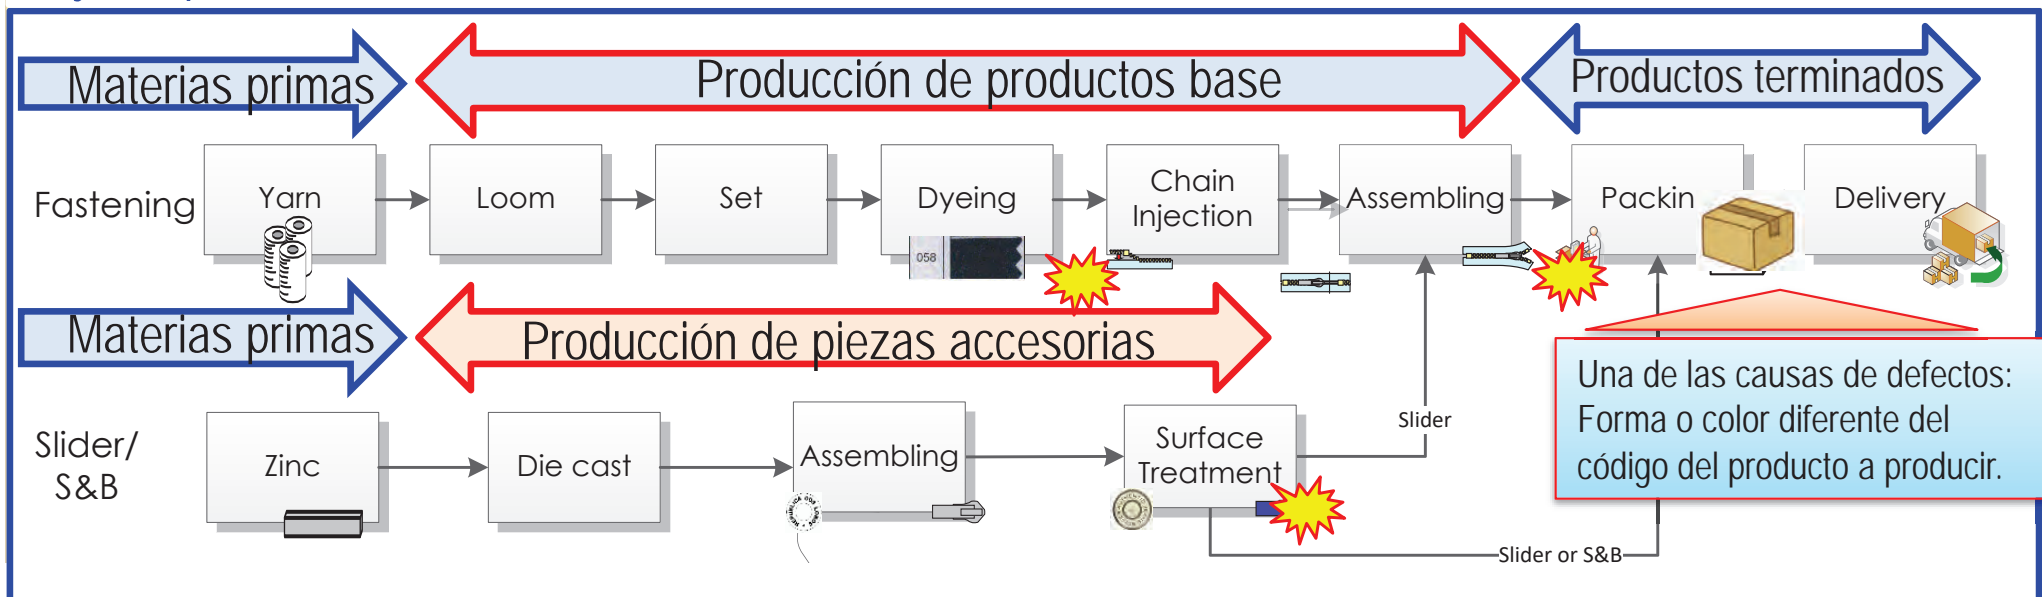 Materias primas
Producción de productos base
Productos terminados
Fastening
Yarn
Loom
Set
Dyeing
Chain
Injection
Assembling
Packin
Delivery
058
Materias primas
Producción de piezas accesorias
Una de las causas de defectos:
Forma o color diferente del
código del producto a producir.
Slider/
S&B
Zinc
Die cast
Assembling
Surface
Treatment
Slider
Slider or S&B